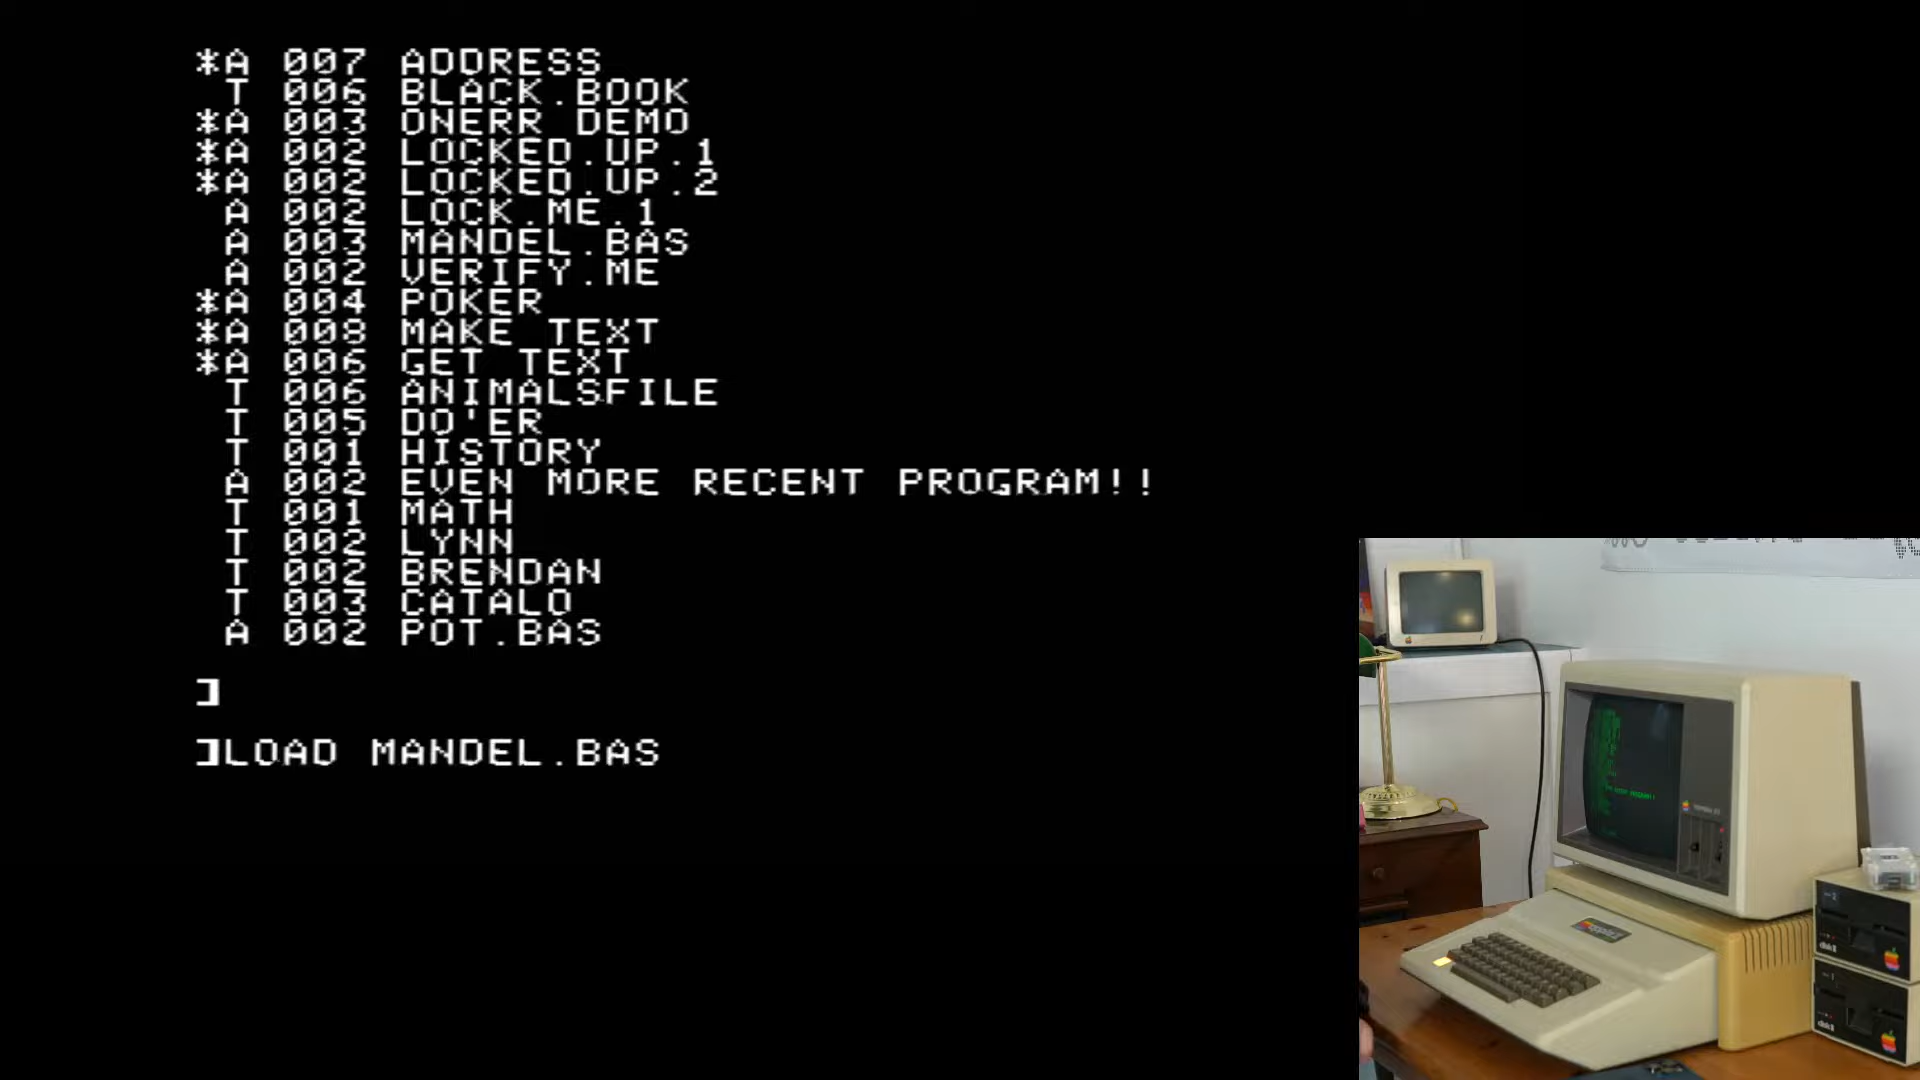 *A 007 ADDRESS
 T 006 BLACK.BOOK
*A 003 ONERR DEMO
*A 002 LOCKED.UP.1
*A 002 LOCKED.UP.2
 A 002 LOCK.ME.1
 A 003 MANDEL.BAS
 A 002 VERIFY.ME
*A 004 POKER
*A 008 MAKE TEXT
*A 006 GET TEXT
 T 006 ANIMALSFILE
 T 005 DO'ER
 T 001 HISTORY
 A 002 EVEN MORE RECENT PROGRAM!!
 T 001 MATH
 T 002 LYNN
 T 002 BRENDAN
 T 003 CATALO
 A 002 POT.BAS
]
]LOAD MANDEL.BAS